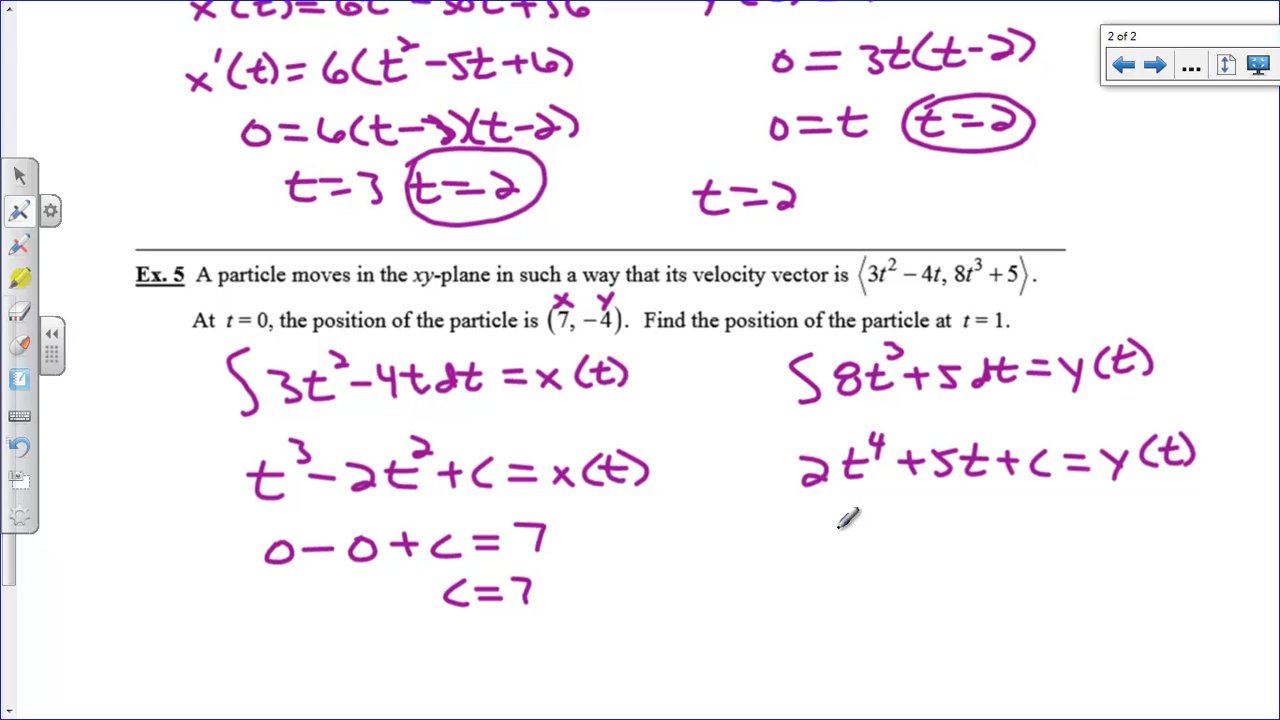 x'(t)=6t²-30t+36
x'(t)=6(t²-5t+6)
0=6(t-3)(t-2)
t=3 t=2
0=3t(t-2)
0=t t=2
t=2
2 of 2
Ex. 5 A particle moves in the xy-plane in such a way that its velocity vector is ⟨3t² − 4t, 8t³ + 5⟩.
x y
At t = 0, the position of the particle is (7, −4). Find the position of the particle at t = 1.
∫3t²-4t dt = x(t)
t³-2t²+c=x(t)
0-0+c=7
c=7
∫8t³+5 dt=y(t)
2t⁴+5t+c=y(t)